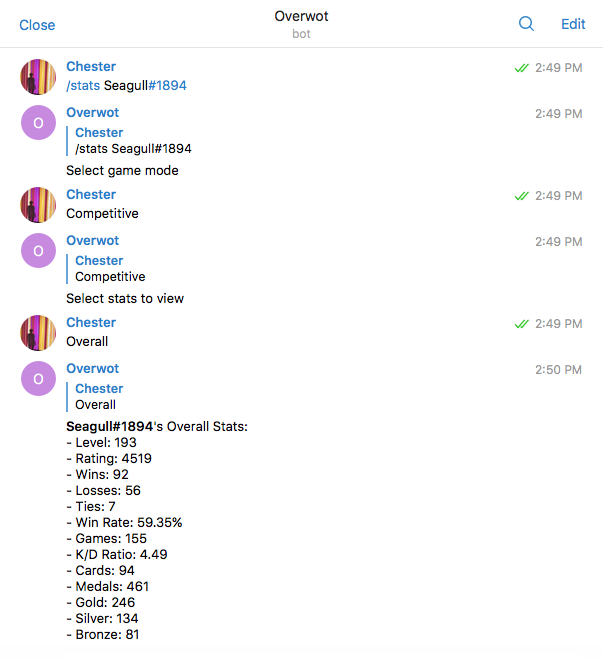 Close Overwot Edit
bot
Chester 2:49 PM
/stats Seagull#1894
O Overwot 2:49 PM
Chester
/stats Seagull#1894
Select game mode
Chester 2:49 PM
Competitive
O Overwot 2:49 PM
Chester
Competitive
Select stats to view
Chester 2:49 PM
Overall
O Overwot 2:50 PM
Chester
Overall
Seagull#1894's Overall Stats:
- Level: 193
- Rating: 4519
- Wins: 92
- Losses: 56
- Ties: 7
- Win Rate: 59.35%
- Games: 155
- K/D Ratio: 4.49
- Cards: 94
- Medals: 461
- Gold: 246
- Silver: 134
- Bronze: 81